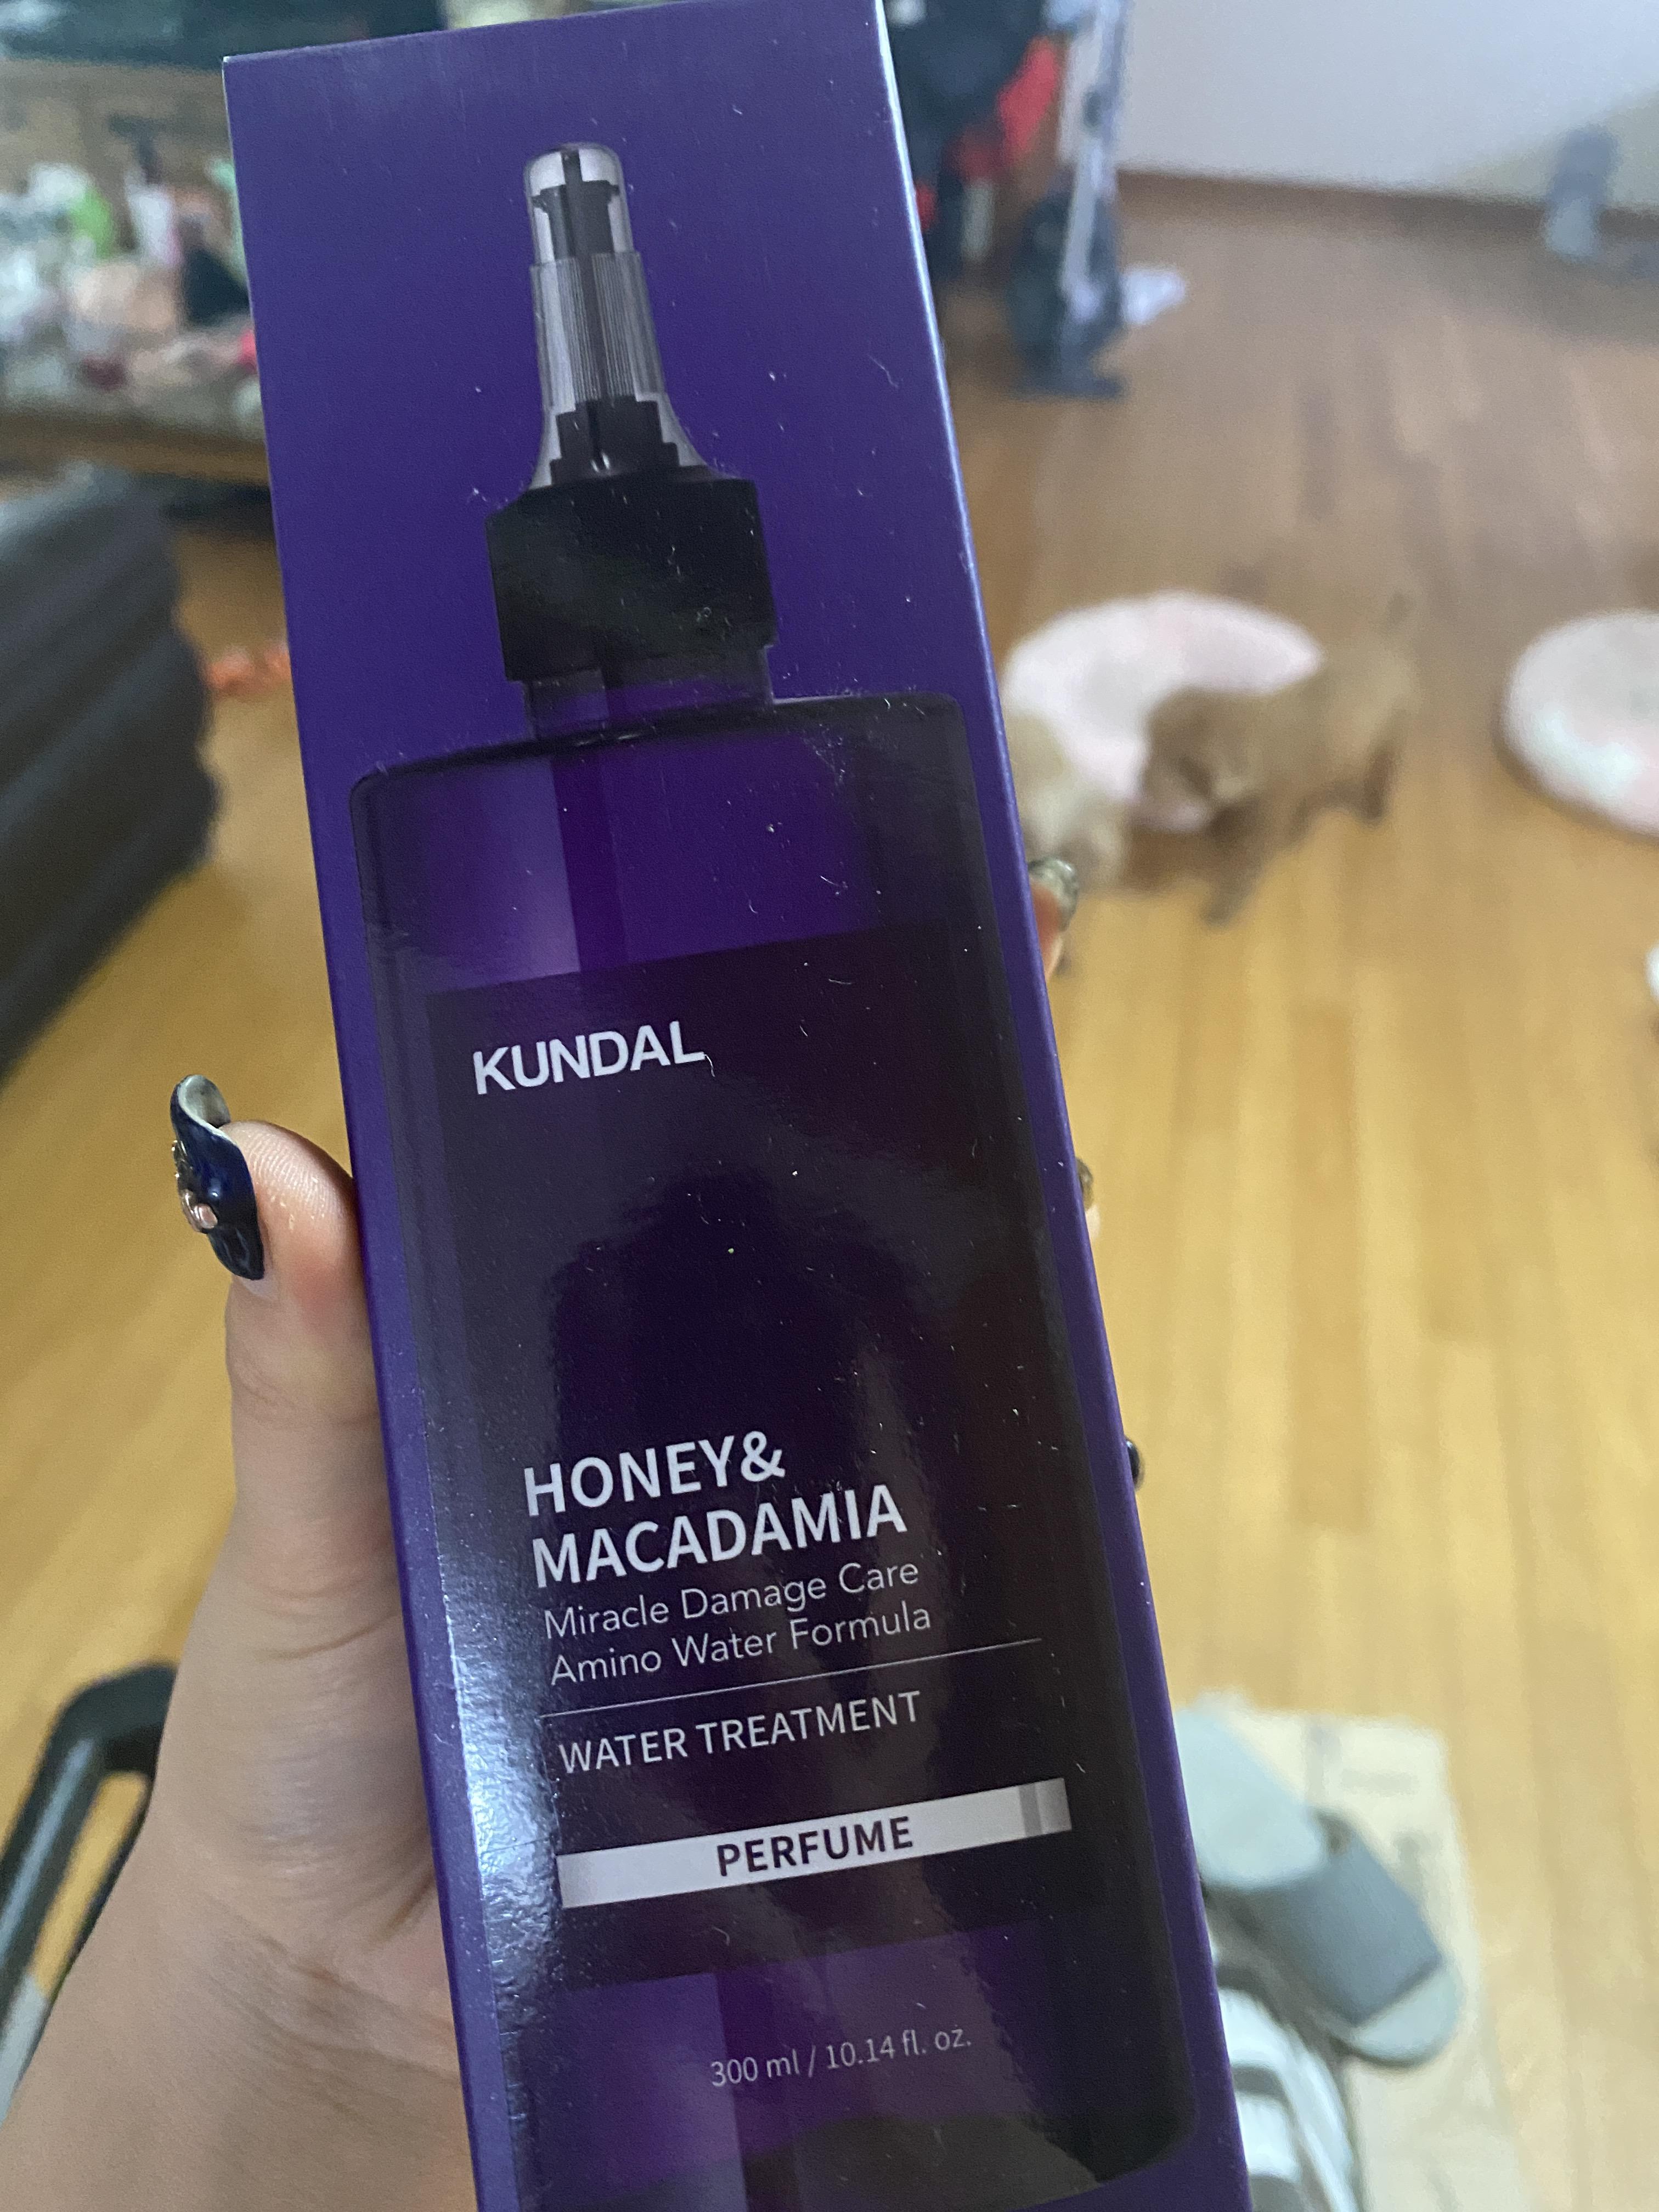 KUNDAL
HONEY&
MACADAMIA
Miracle Damage Care
Amino Water Formula
WATER TREATMENT
PERFUME
300 ml / 10.14 fl. oz.